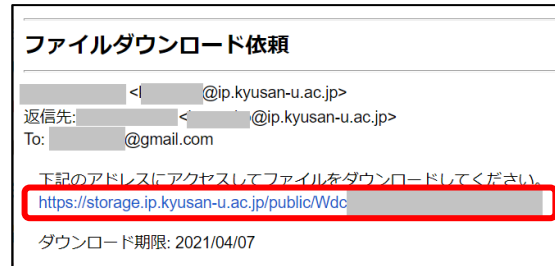 ファイルダウンロード依頼
@ip.kyusan-u.ac.jp>
返信先: @ip.kyusan-u.ac.jp>
To: @gmail.com
下記のアドレスにアクセスしてファイルをダウンロードしてください。
https://storage.ip.kyusan-u.ac.jp/public/Wdc
ダウンロード期限: 2021/04/07